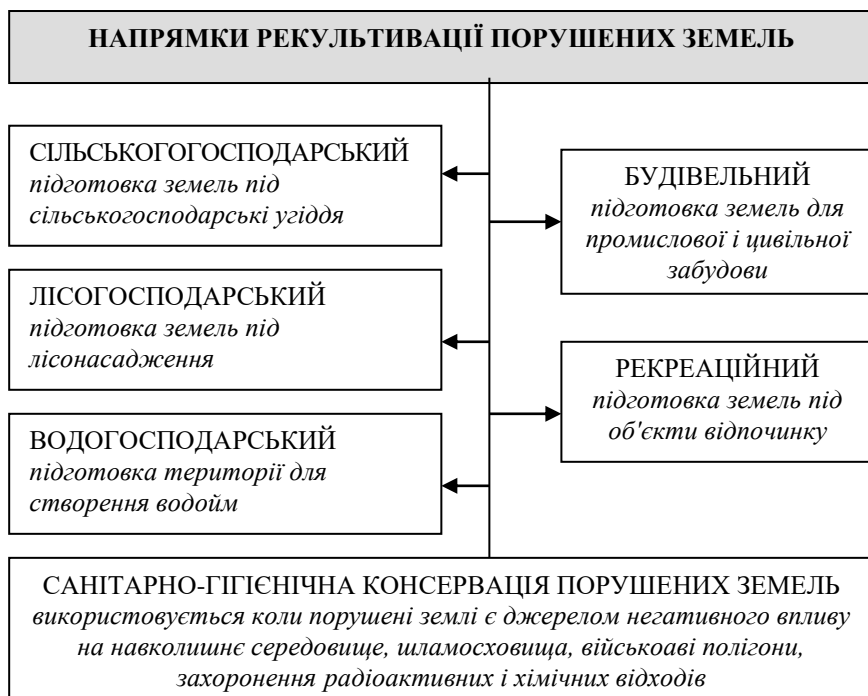 НАПРЯМКИ РЕКУЛЬТИВАЦІЇ ПОРУШЕНИХ ЗЕМЕЛЬ
СІЛЬСЬКОГОГОСПОДАРСЬКИЙ
підготовка земель під
сільськогосподарські угіддя
ЛІСОГОСПОДАРСЬКИЙ
підготовка земель під
лісонасадження
ВОДОГОСПОДАРСЬКИЙ
підготовка території для
створення водойм
БУДІВЕЛЬНИЙ
підготовка земель для
промислової і цивільної
забудови
РЕКРЕАЦІЙНИЙ
підготовка земель під
об'єкти відпочинку
САНІТАРНО-ГІГІЄНІЧНА КОНСЕРВАЦІЯ ПОРУШЕНИХ ЗЕМЕЛЬ
використовується коли порушені землі є джерелом негативного впливу
на навколишнє середовище, шламосховища, військоаві полігони,
захоронення радіоактивних і хімічних відходів